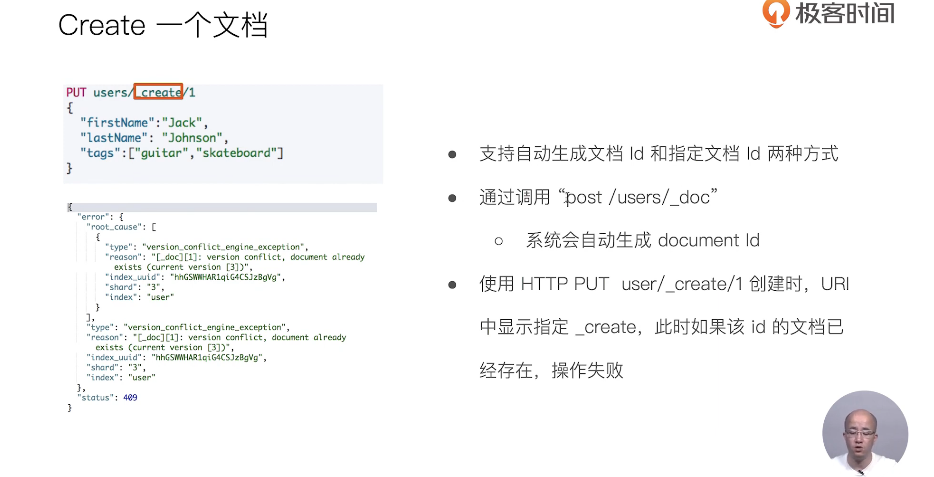 Create 一个文档
极客时间
PUT users/_create/1
{
"firstName":"Jack",
"lastName": "Johnson",
"tags":["guitar","skateboard"]
}
{
"error": {
"root_cause": [
{
"type": "version_conflict_engine_exception",
"reason": "[_doc][1]: version conflict, document already
exists (current version [3])",
"index_uuid": "hhGSWWHAR1qiG4CSJzBgVg",
"shard": "3",
"index": "user"
}
],
"type": "version_conflict_engine_exception",
"reason": "[_doc][1]: version conflict, document already
exists (current version [3])",
"index_uuid": "hhGSWWHAR1qiG4CSJzBgVg",
"shard": "3",
"index": "user"
},
"status": 409
}
● 支持自动生成文档 Id 和指定文档 Id 两种方式
● 通过调用 “post /users/_doc”
○ 系统会自动生成 document Id
● 使用 HTTP PUT user/_create/1 创建时，URI
中显示指定 _create，此时如果该 id 的文档已
经存在，操作失败